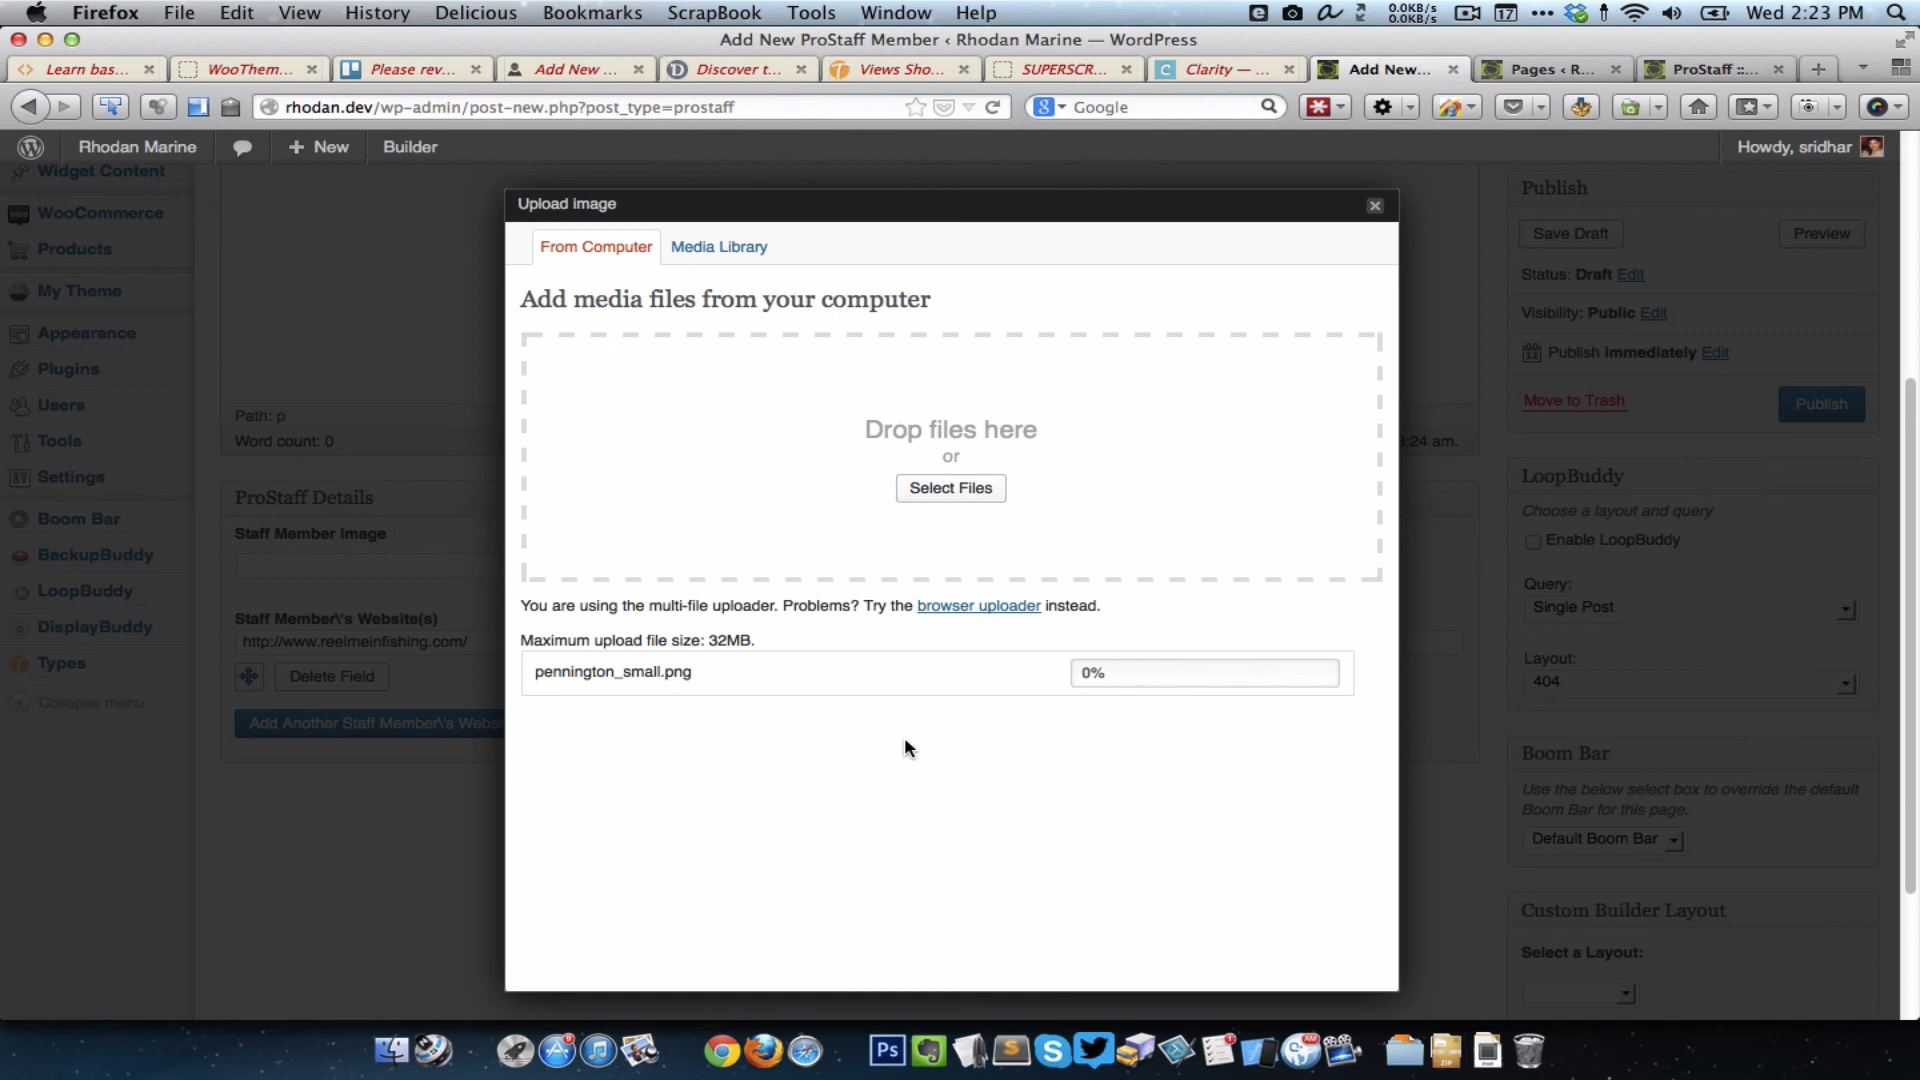 Firefox File Edit View History Delicious Bookmarks ScrapBook Tools Window Help 0.0KB/s 0.0KB/s 17 Wed 2:23 PM
Add New ProStaff Member ‹ Rhodan Marine — WordPress
Learn bas... WooThem... Please rev... Add New ... Discover t... Views Sho... SUPERSCR... Clarity — ... Add New... Pages ‹ R... ProStaff ::...
rhodan.dev/wp-admin/post-new.php?post_type=prostaff Google
Rhodan Marine + New Builder Howdy, sridhar
Widget Content
WooCommerce
Products
My Theme
Appearance
Plugins
Users
Tools
Settings
Boom Bar
BackupBuddy
LoopBuddy
DisplayBuddy
Types
Collapse menu
Path: p
Word count: 0
3:24 am.
ProStaff Details
Staff Member Image
Staff Member\'s Website(s)
http://www.reelmeinfishing.com/
Delete Field
Add Another Staff Member\'s Websi
Upload Image
From Computer Media Library
Add media files from your computer
Drop files here
or
Select Files
You are using the multi-file uploader. Problems? Try the browser uploader instead.
Maximum upload file size: 32MB.
pennington_small.png 0%
Publish
Save Draft Preview
Status: Draft Edit
Visibility: Public Edit
Publish immediately Edit
Move to Trash Publish
LoopBuddy
Choose a layout and query
Enable LoopBuddy
Query:
Single Post
Layout:
404
Boom Bar
Use the below select box to override the default
Boom Bar for this page.
Default Boom Bar
Custom Builder Layout
Select a Layout:
Ps